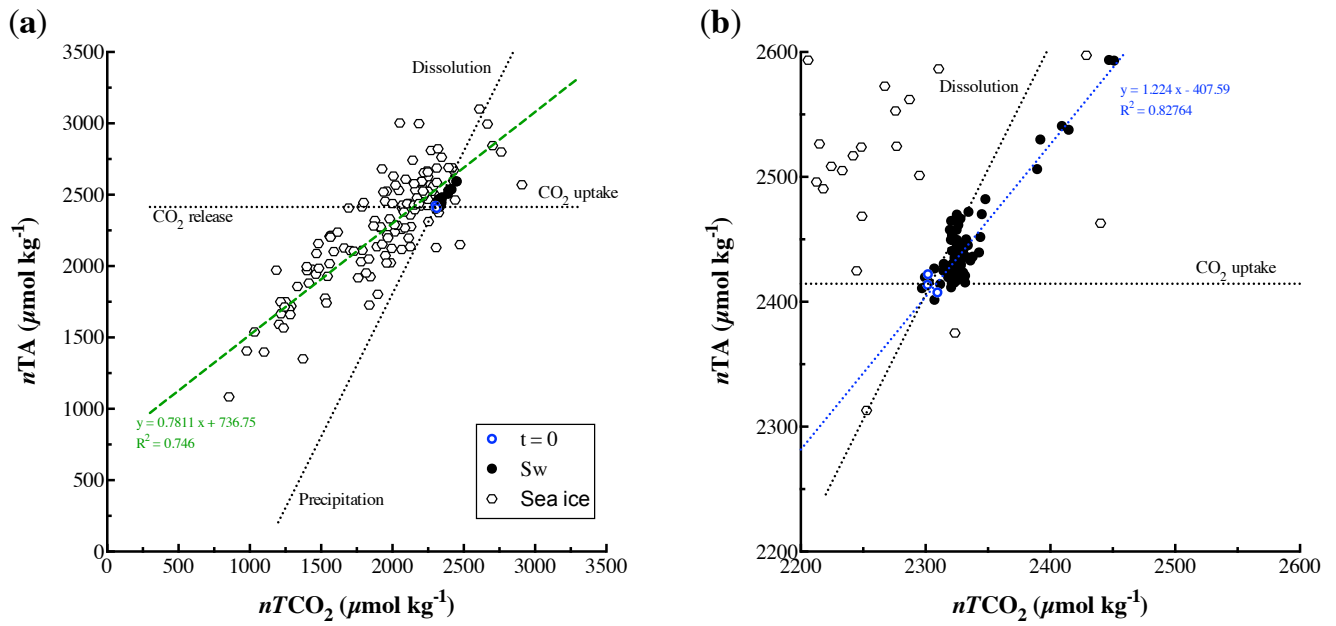 (a)
3500
3000
2500
2000
1500
1000
500
0
nTA (µmol kg-1)
Dissolution
CO2 uptake
CO2 release
y = 0.7811 x + 736.75
R2 = 0.746
Precipitation
t = 0
Sw
Sea ice
0 500 1000 1500 2000 2500 3000 3500
nTCO2 (µmol kg-1)
(b)
2600
2500
2400
2300
2200
nTA (µmol kg-1)
Dissolution
y = 1.224 x - 407.59
R2 = 0.82764
CO2 uptake
2200 2300 2400 2500 2600
nTCO2 (µmol kg-1)